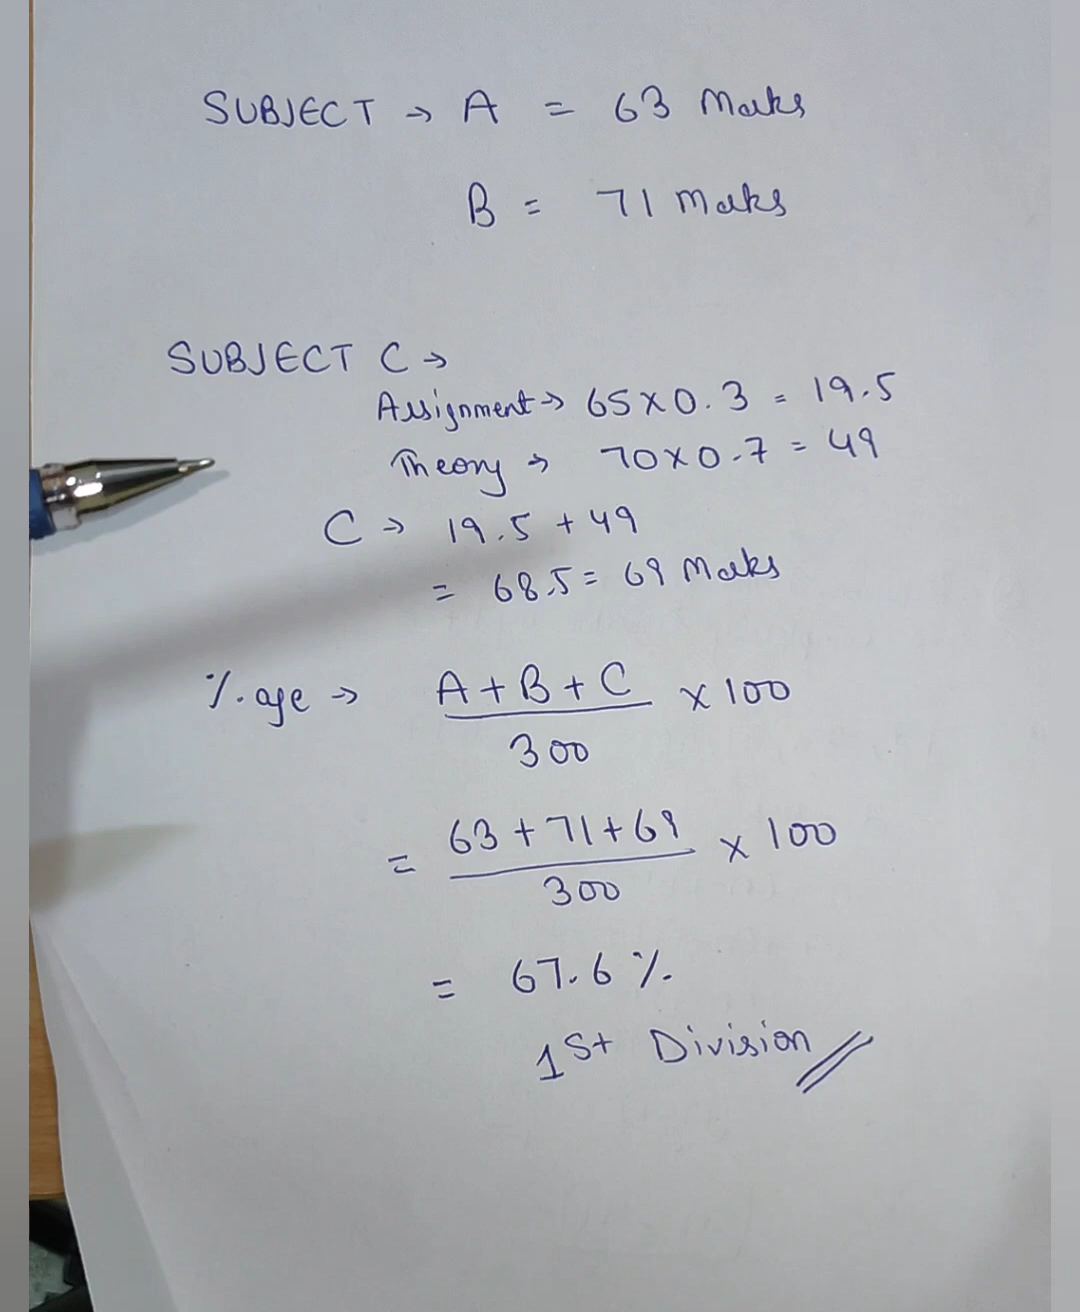 SUBJECT → A = 63 Marks
B = 71 Marks
SUBJECT C →
Assignment → 65 x 0.3 = 19.5
Theory → 70 x 0.7 = 49
C → 19.5 + 49
= 68.5 = 69 Marks
%age → A + B + C / 300 x 100
= 63 + 71 + 69 / 300 x 100
= 67.6 %
1st Division